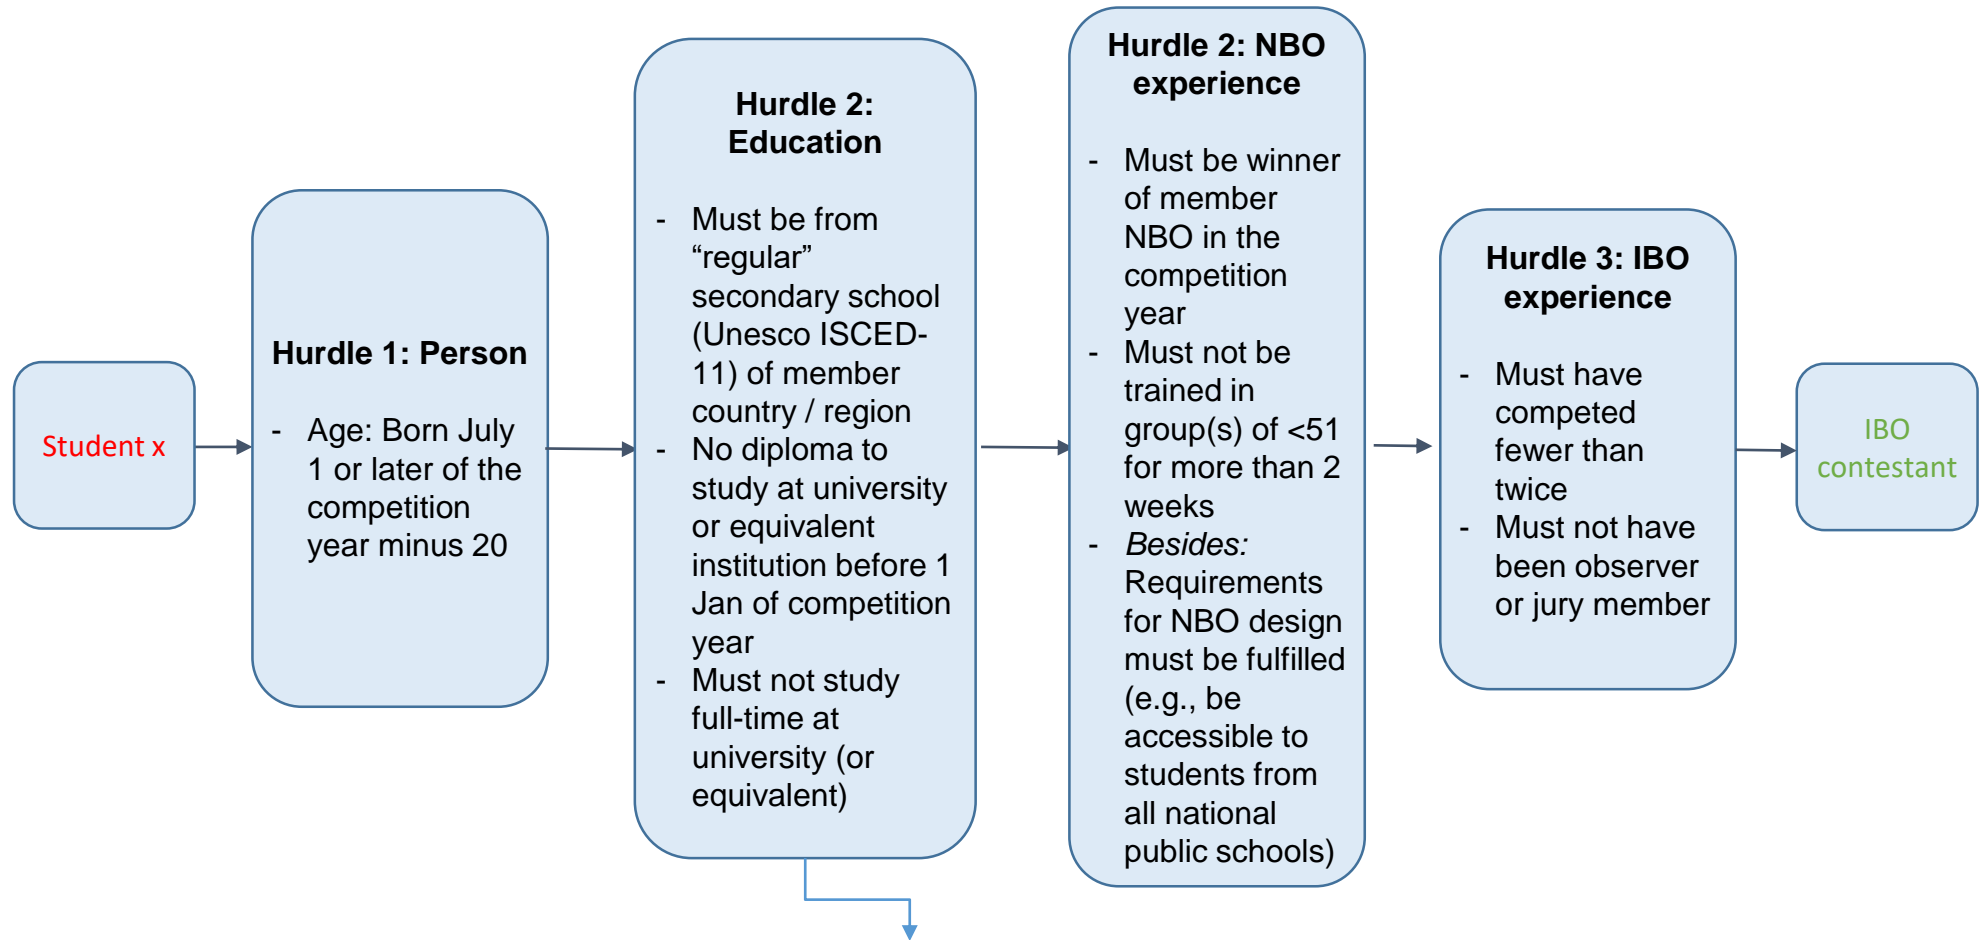 Student x
Hurdle 1: Person
- Age: Born July
1 or later of the
competition
year minus 20
Hurdle 2:
Education
- Must be from
“regular”
secondary school
(Unesco ISCED-
11) of member
country / region
- No diploma to
study at university
or equivalent
institution before 1
Jan of competition
year
- Must not study
full-time at
university (or
equivalent)
Hurdle 2: NBO
experience
- Must be winner
of member
NBO in the
competition
year
- Must not be
trained in
group(s) of <51
for more than 2
weeks
- Besides:
Requirements
for NBO design
must be fulfilled
(e.g., be
accessible to
students from
all national
public schools)
Hurdle 3: IBO
experience
- Must have
competed
fewer than
twice
- Must not have
been observer
or jury member
IBO
contestant